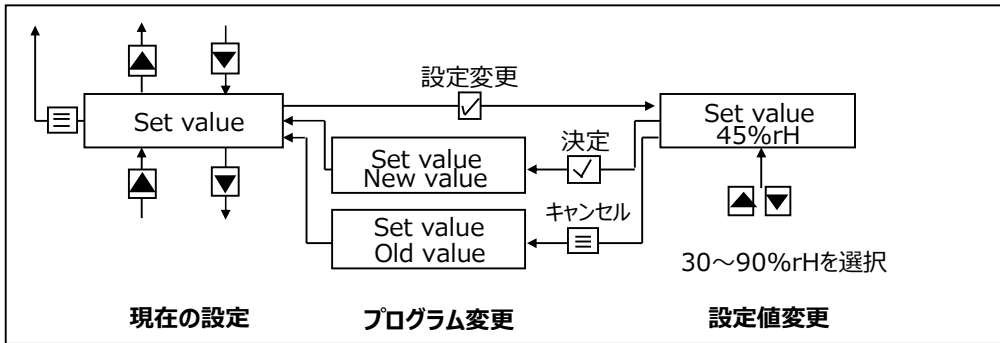 設定変更
Set value
Set value
45%rH
決定
Set value
New value
キャンセル
Set value
Old value
30～90%rHを選択
現在の設定
プログラム変更
設定値変更